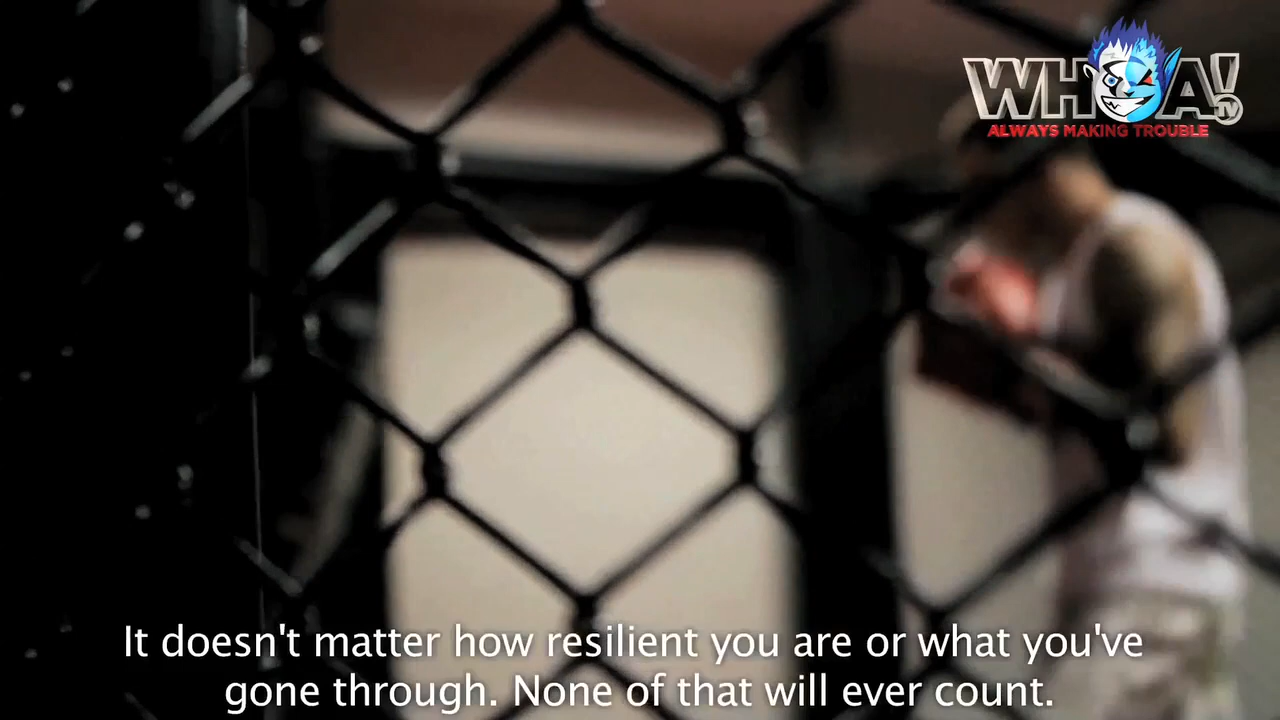 WHOA! TV
ALWAYS MAKING TROUBLE
It doesn't matter how resilient you are or what you've
gone through. None of that will ever count.